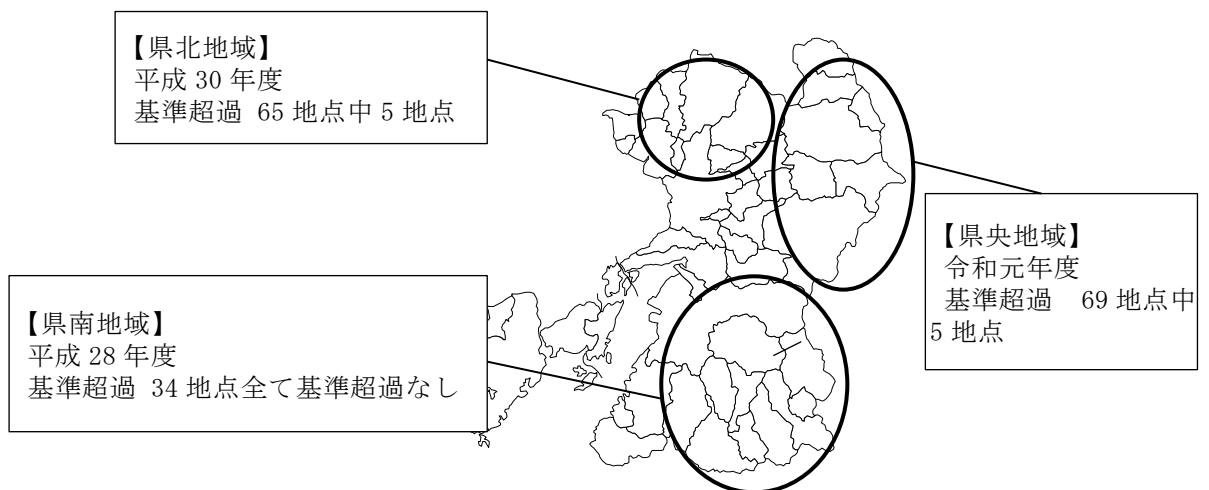 【県北地域】
平成 30 年度
基準超過 65 地点中 5 地点
【県央地域】
令和元年度
基準超過 69 地点中
5 地点
【県南地域】
平成 28 年度
基準超過 34 地点全て基準超過なし